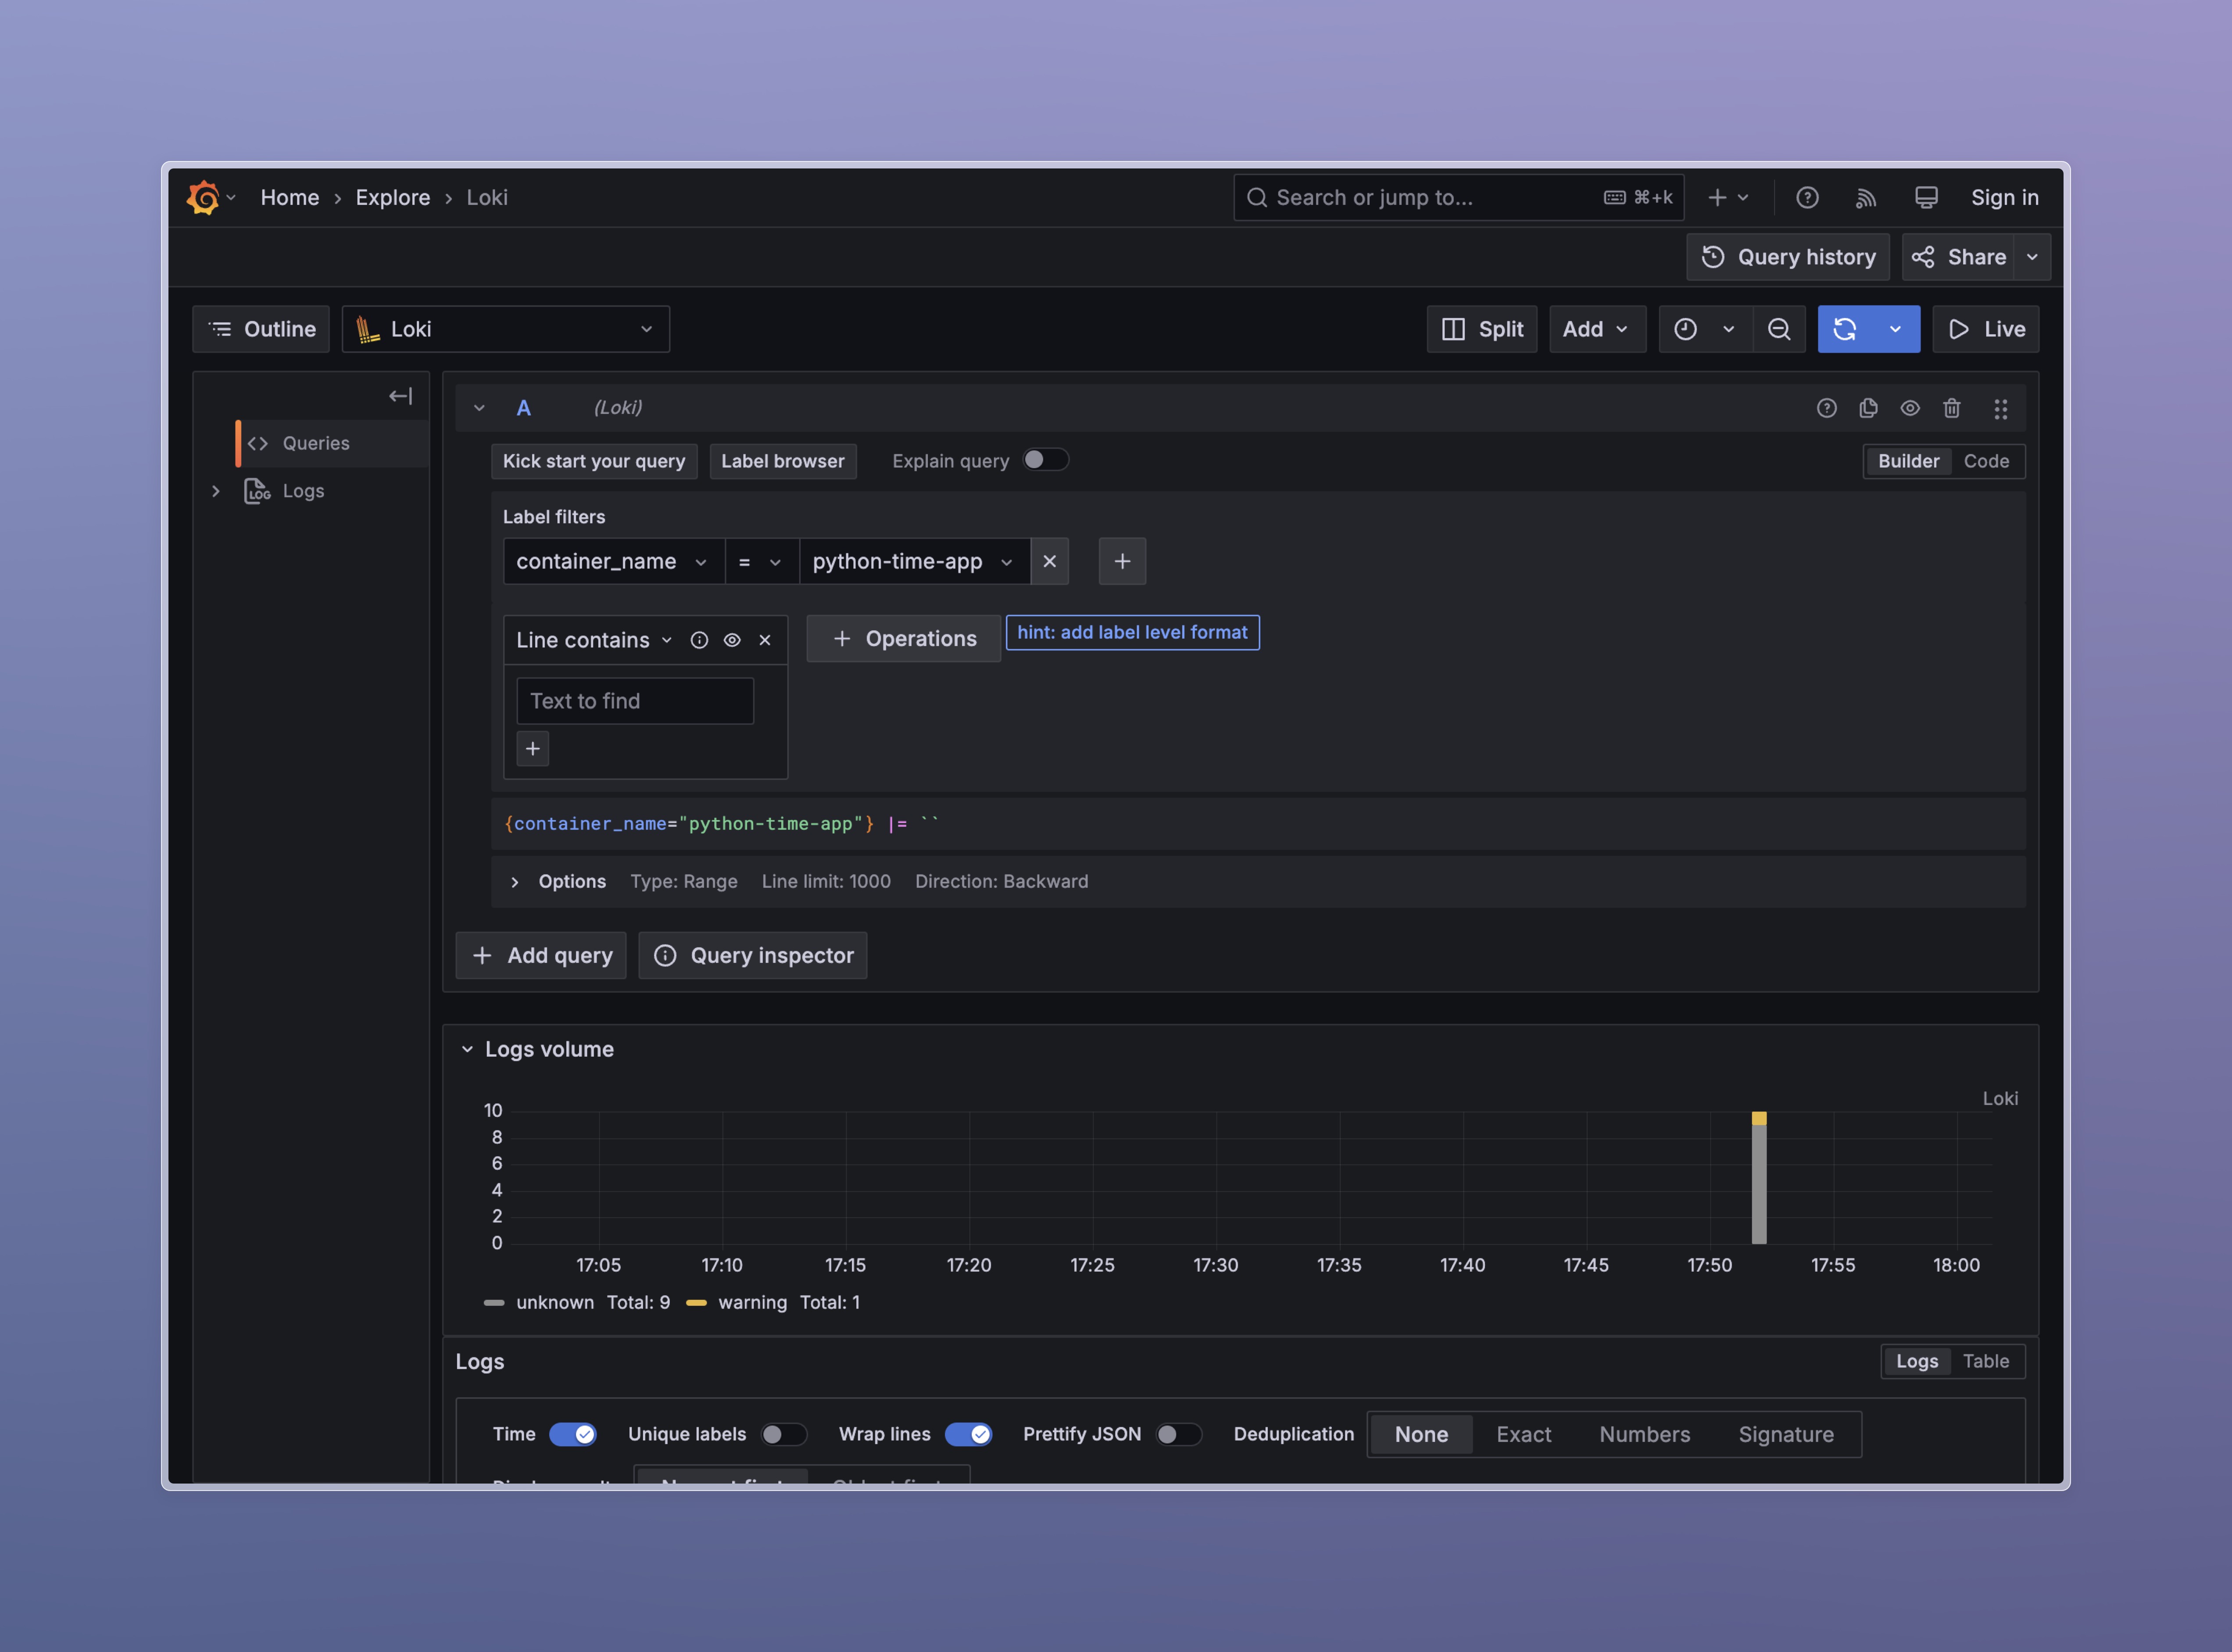 Home › Explore › Loki
Search or jump to...
⌘+k
Sign in
Query history
Share
Outline
Loki
Split
Add
Live
Queries
LOG Logs
A (Loki)
Kick start your query
Label browser
Explain query
Builder
Code
Label filters
container_name
=
python-time-app
Line contains
Operations
hint: add label level format
Text to find
{container_name="python-time-app"} |= ``
Options Type: Range Line limit: 1000 Direction: Backward
Add query
Query inspector
Logs volume
Loki
10
8
6
4
2
0
17:05 17:10 17:15 17:20 17:25 17:30 17:35 17:40 17:45 17:50 17:55 18:00
unknown Total: 9 warning Total: 1
Logs
Logs
Table
Time
Unique labels
Wrap lines
Prettify JSON
Deduplication
None
Exact
Numbers
Signature